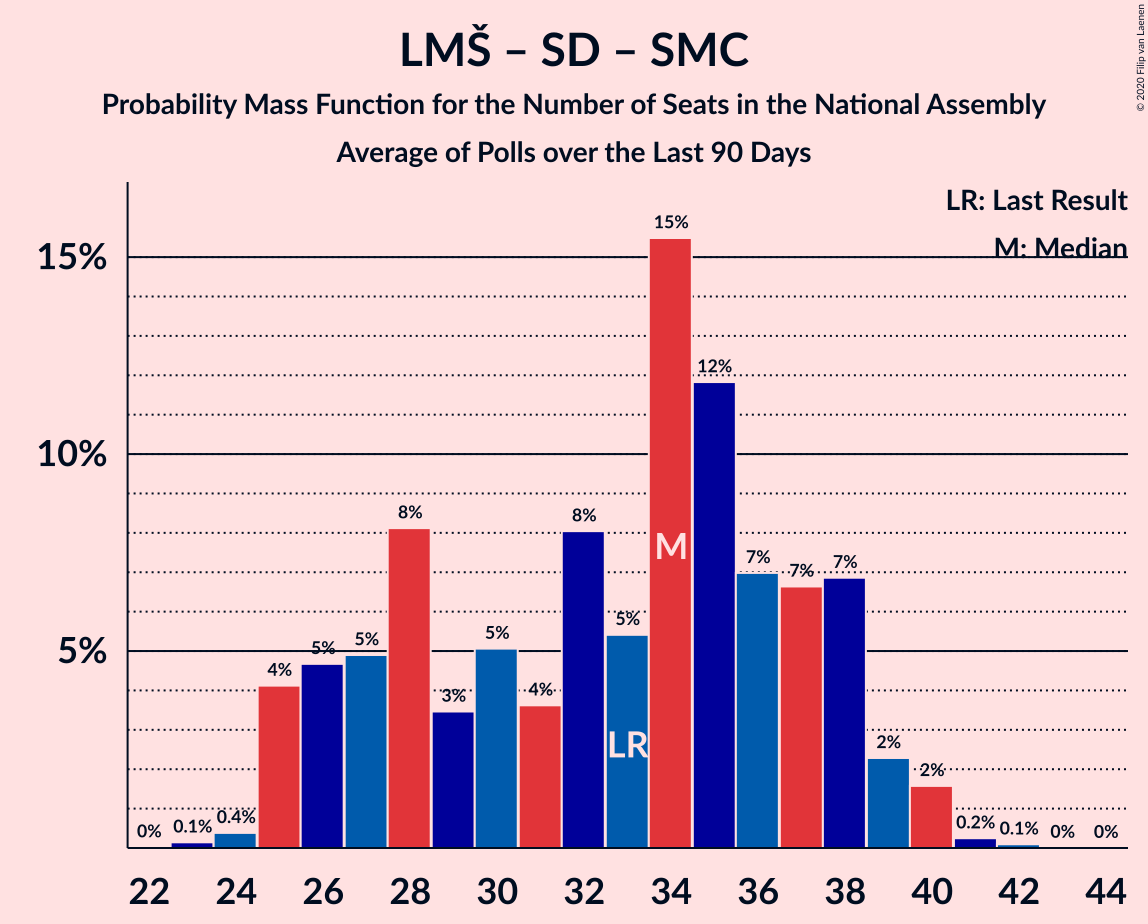 LMŠ – SD – SMC
Probability Mass Function for the Number of Seats in the National Assembly
Average of Polls over the Last 90 Days
© 2020 Filip van Laenen
LR: Last Result
M: Median
15%
10%
5%
0%
0.1%
0.4%
4%
5%
5%
8%
3%
5%
4%
8%
5%
15%
12%
7%
7%
7%
2%
2%
0.2%
0.1%
0%
0%
M
LR
22 24 26 28 30 32 34 36 38 40 42 44